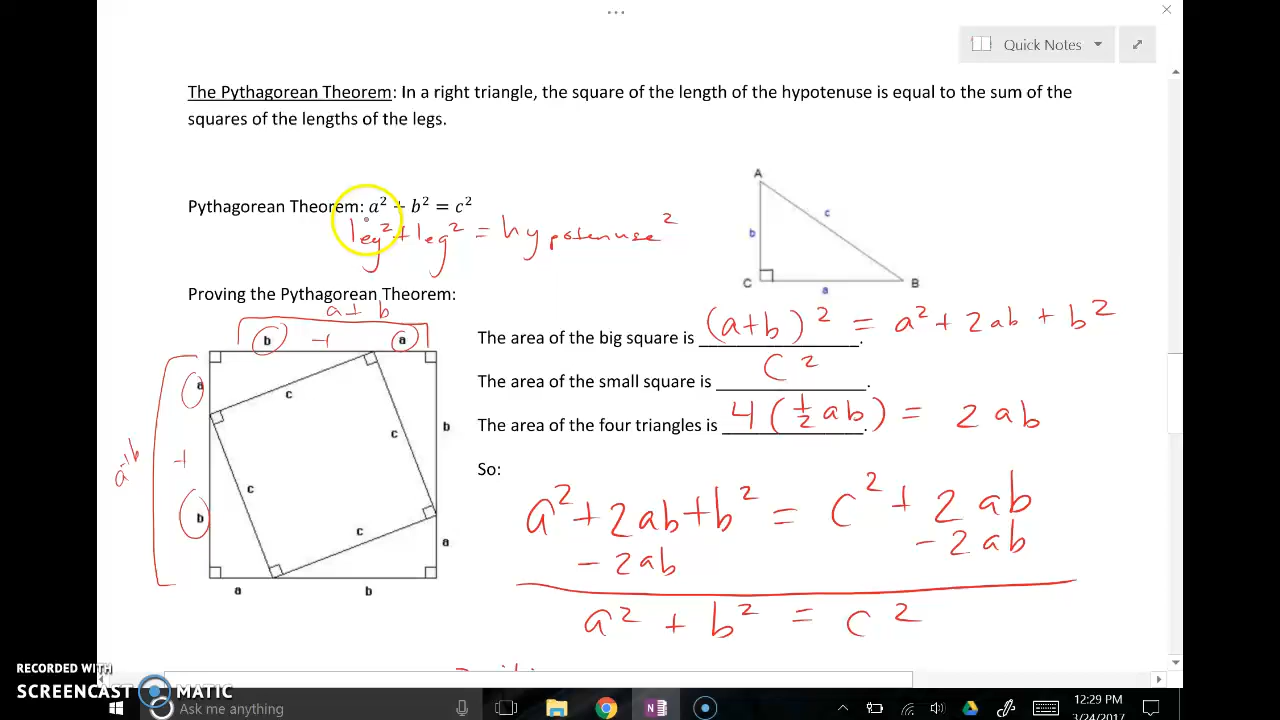 Quick Notes
The Pythagorean Theorem: In a right triangle, the square of the length of the hypotenuse is equal to the sum of the
squares of the lengths of the legs.
Pythagorean Theorem: a² + b² = c²
leg² + leg² = hypotenuse²
A
c
b
C
B
a
Proving the Pythagorean Theorem:
a + b
b + a
The area of the big square is (a+b)² = a² + 2ab + b².
The area of the small square is c².
The area of the four triangles is 4(½ab) = 2ab.
So:
a
c
c
b
a+b
+
c
b
c
a
a
b
a² + 2ab + b² = c² + 2ab
- 2ab - 2ab
a² + b² = c²
RECORDED WITH
SCREENCAST MATIC
Ask me anything
12:29 PM
3/24/2017